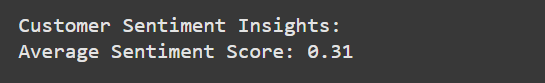 Customer Sentiment Insights:
Average Sentiment Score: 0.31